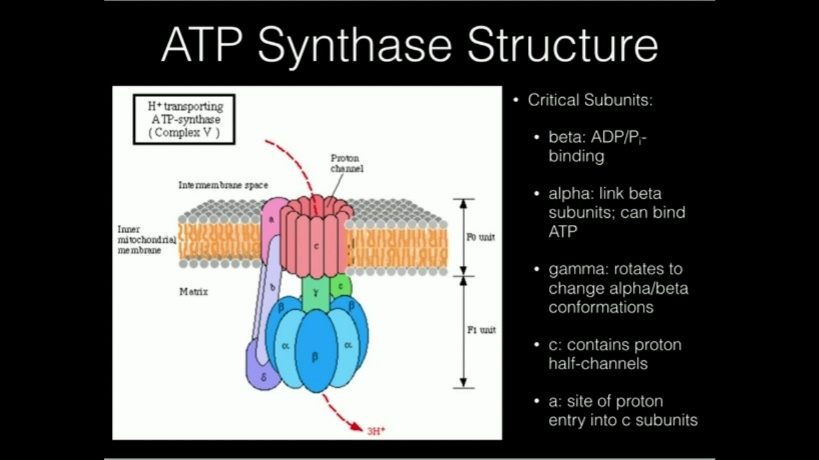 ATP Synthase Structure
H+ transporting
ATP-synthase
( Complex V )
Proton
channel
Intermembrane space
a
c
Inner
mitochondrial
membrane
F0 unit
Matrix
b
γ
ε
β
β
α
β
α
F1 unit
δ
3H+
• Critical Subunits:
• beta: ADP/Pi-
binding
• alpha: link beta
subunits; can bind
ATP
• gamma: rotates to
change alpha/beta
conformations
• c: contains proton
half-channels
• a: site of proton
entry into c subunits